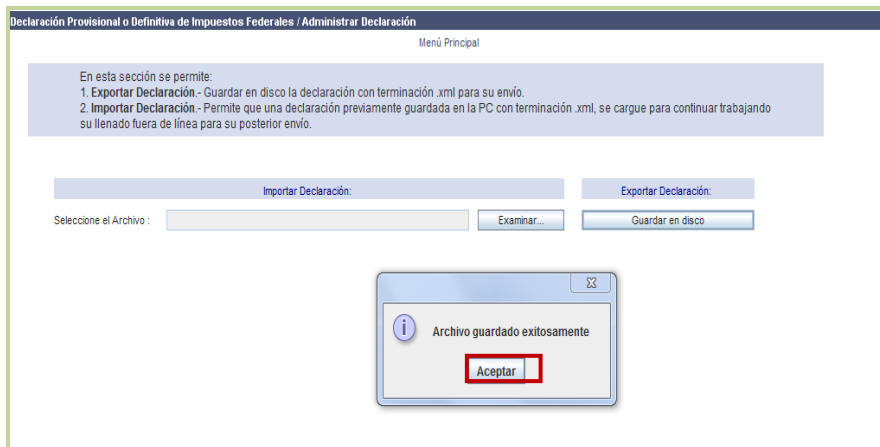 Declaración Provisional o Definitiva de Impuestos Federales / Administrar Declaración
Menú Principal
En esta sección se permite:
1. Exportar Declaración.- Guardar en disco la declaración con terminación .xml para su envío.
2. Importar Declaración.- Permite que una declaración previamente guardada en la PC con terminación .xml, se cargue para continuar trabajando
su llenado fuera de línea para su posterior envío.
Importar Declaración:
Exportar Declaración:
Seleccione el Archivo :
Examinar...
Guardar en disco
Archivo guardado exitosamente
Aceptar